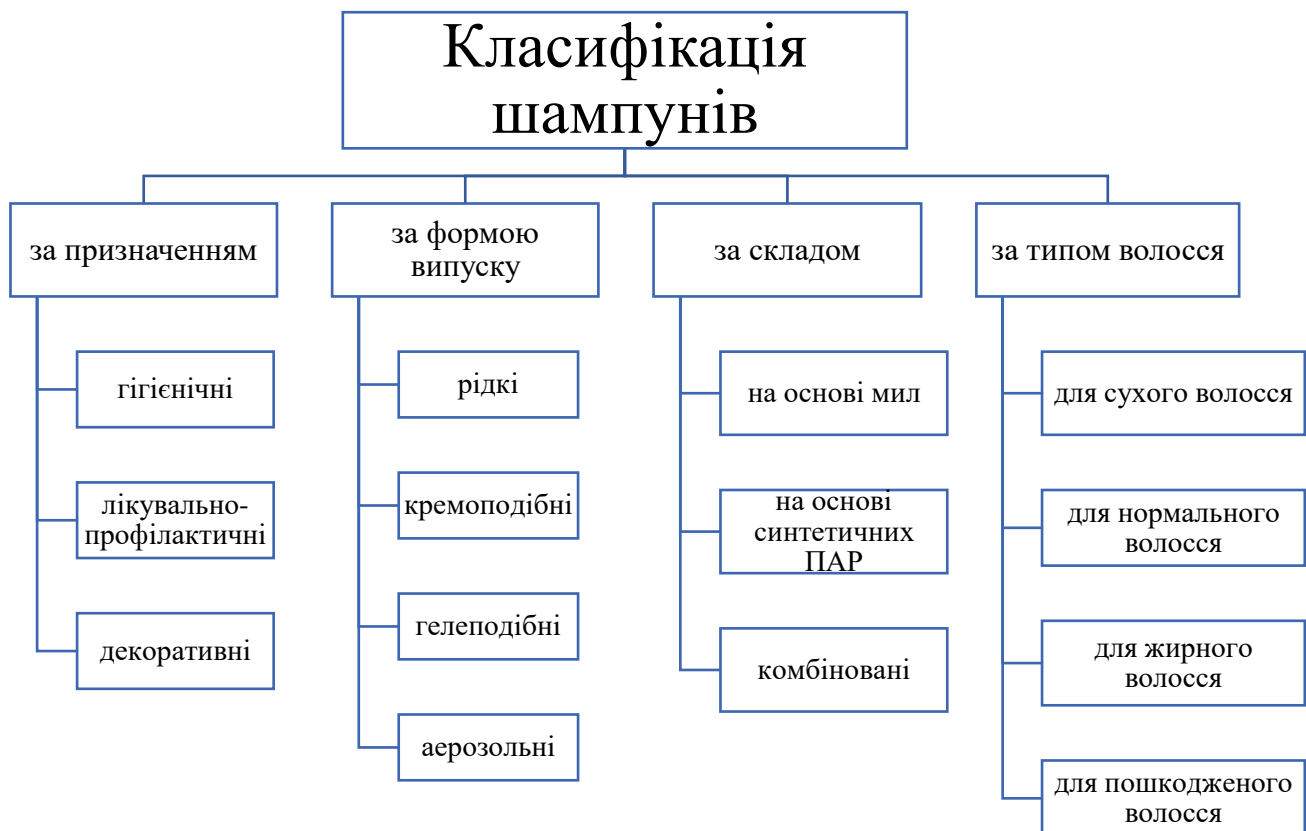 Класифікація
шампунів
за призначенням
гігієнічні
лікувально-
профілактичні
декоративні
за формою
випуску
рідкі
кремоподібні
гелеподібні
аерозольні
за складом
на основі мил
на основі
синтетичних
ПАР
комбіновані
за типом волосся
для сухого волосся
для нормального
волосся
для жирного
волосся
для пошкодженого
волосся